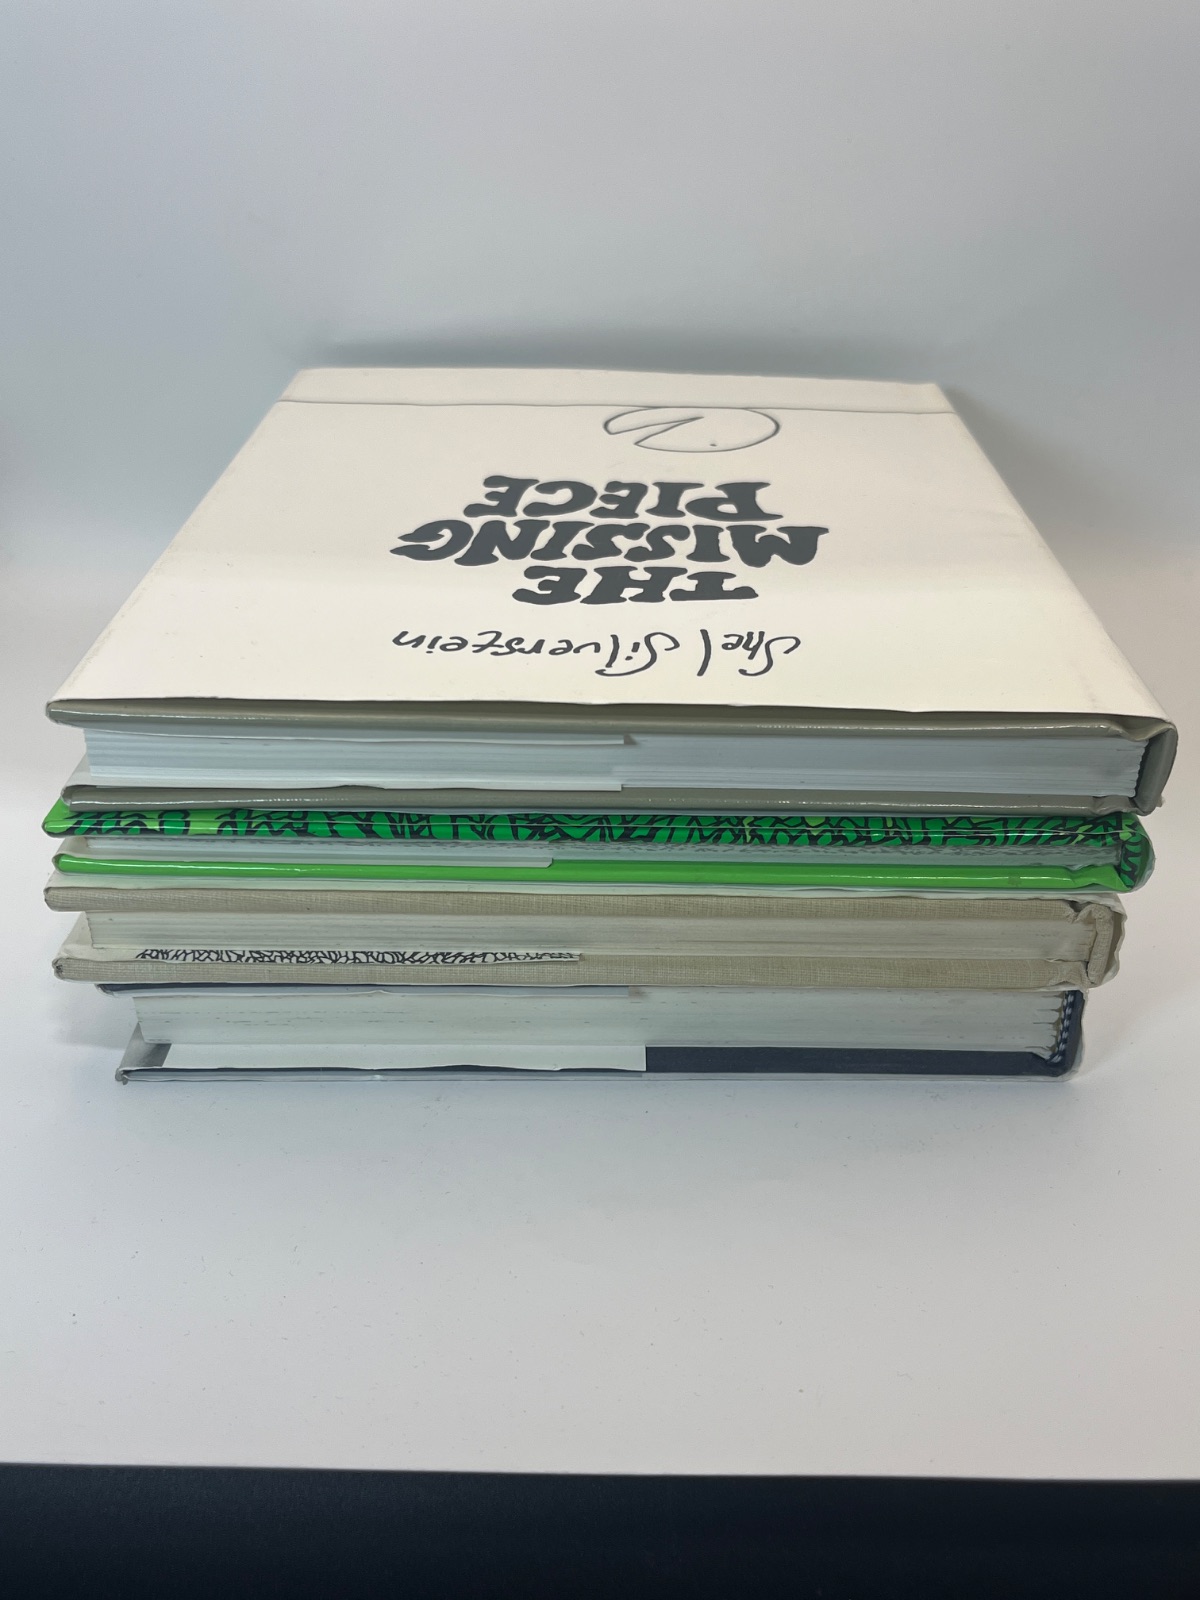 Shel Silverstein
THE
MISSING
PIECE